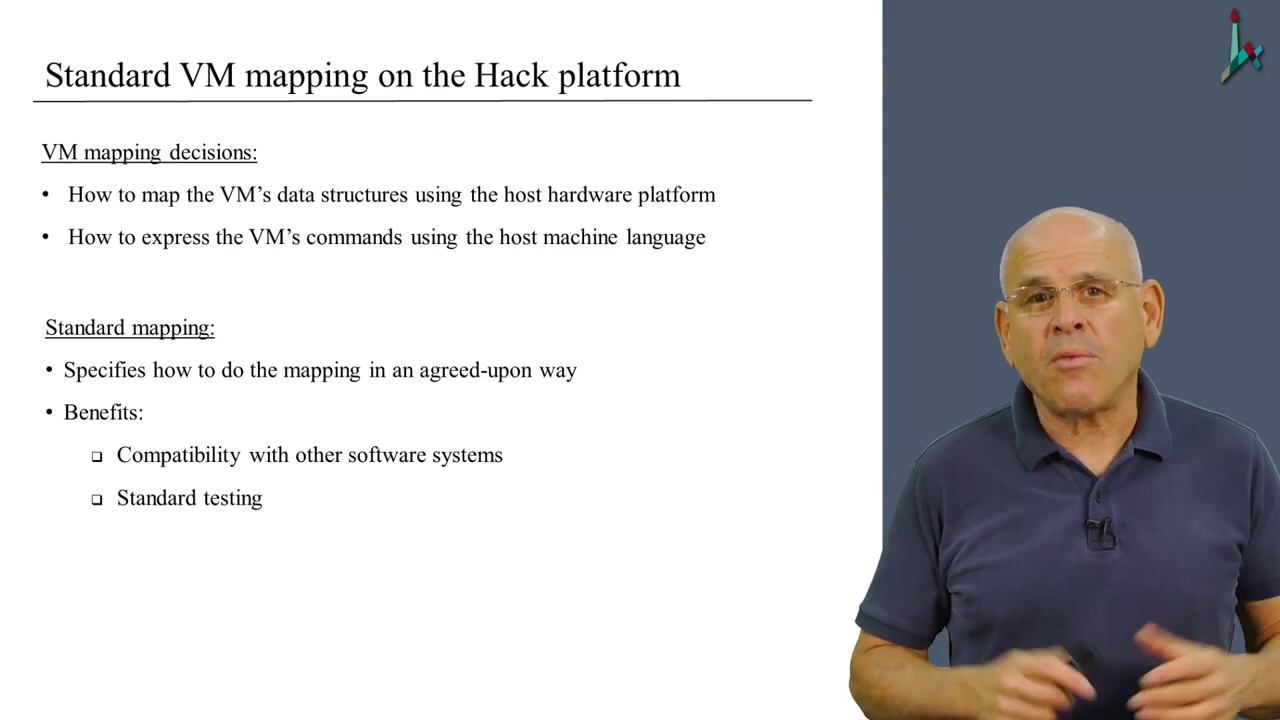 Standard VM mapping on the Hack platform
VM mapping decisions:
• How to map the VM’s data structures using the host hardware platform
• How to express the VM’s commands using the host machine language
Standard mapping:
• Specifies how to do the mapping in an agreed-upon way
• Benefits:
❑ Compatibility with other software systems
❑ Standard testing